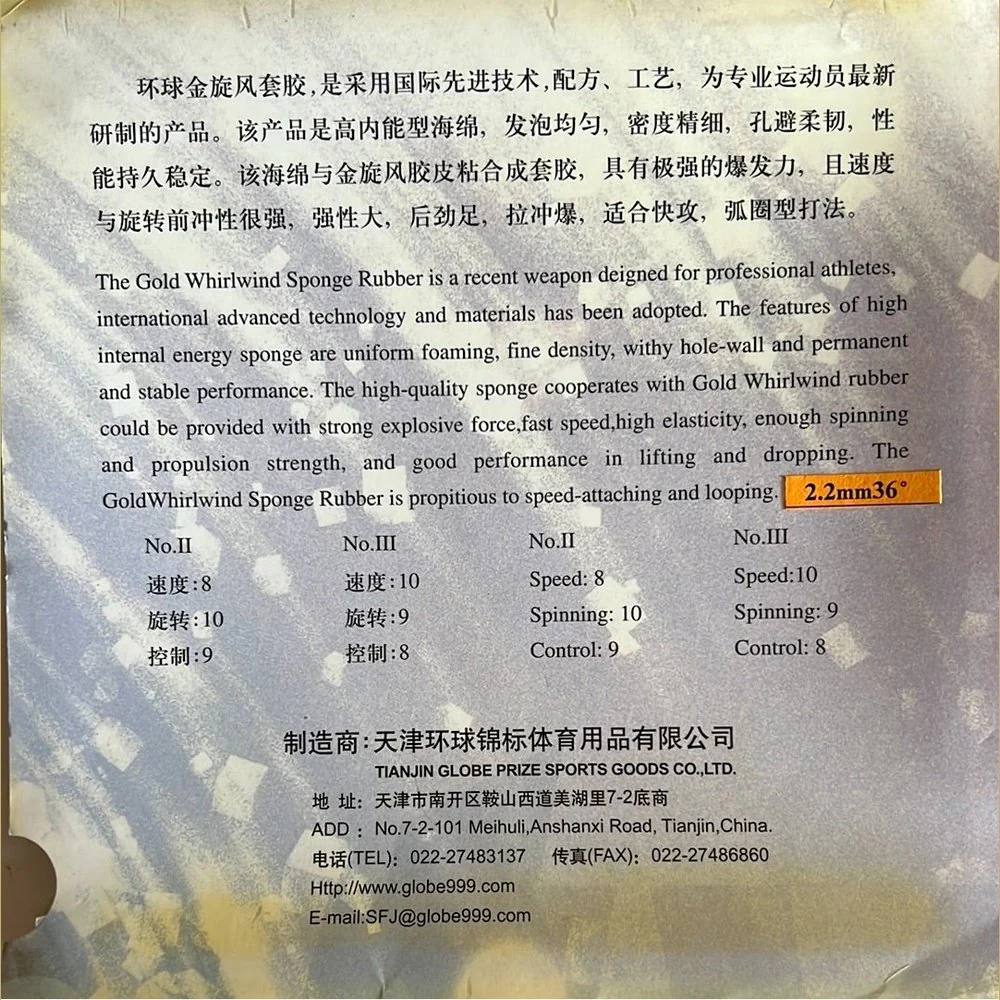 环球金旋风套胶,是采用国际先进技术,配方、工艺，为专业运动员最新
研制的产品。该产品是高内能型海绵，发泡均匀，密度精细，孔避柔韧，性
能持久稳定。该海绵与金旋风胶皮粘合成套胶，具有极强的爆发力，且速度
与旋转前冲性很强，强性大，后劲足，拉冲爆，适合快攻，弧圈型打法。
The Gold Whirlwind Sponge Rubber is a recent weapon deigned for professional athletes,
international advanced technology and materials has been adopted. The features of high
internal energy sponge are uniform foaming, fine density, withy hole-wall and permanent
and stable performance. The high-quality sponge cooperates with Gold Whirlwind rubber
could be provided with strong explosive force,fast speed,high elasticity, enough spinning
and propulsion strength, and good performance in lifting and dropping. The
GoldWhirlwind Sponge Rubber is propitious to speed-attaching and looping. 2.2mm36°
No.II No.III No.II No.III
速度:8 速度:10 Speed: 8 Speed:10
旋转:10 旋转:9 Spinning: 10 Spinning: 9
控制:9 控制:8 Control: 9 Control: 8
制造商:天津环球锦标体育用品有限公司
TIANJIN GLOBE PRIZE SPORTS GOODS CO.,LTD.
地 址：天津市南开区鞍山西道美湖里7-2底商
ADD ：No.7-2-101 Meihuli,Anshanxi Road, Tianjin,China.
电话(TEL)：022-27483137 传真(FAX)：022-27486860
Http://www.globe999.com
E-mail:SFJ@globe999.com